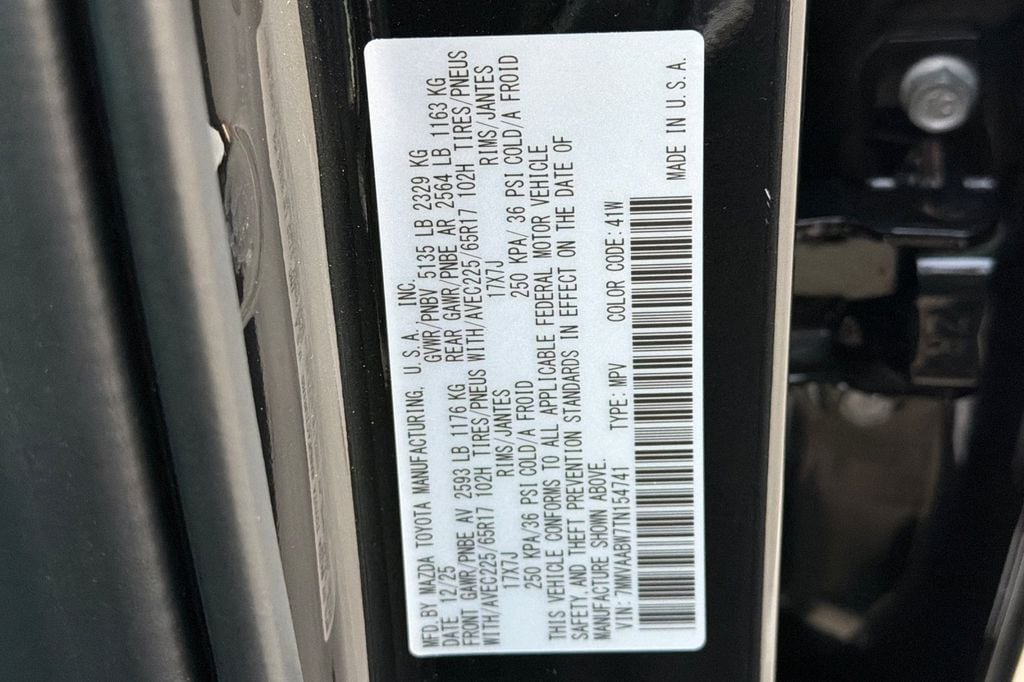 MFD. BY MAZDA TOYOTA MANUFACTURING, U.S.A., INC.
DATE 12/25 GVWR/PNBV 5135 LB 2329 KG
FRONT GAWR/PNBE AV 2593 LB 1176 KG REAR GAWR/PNBE AR 2564 LB 1163 KG
WITH/AVEC225/65R17 102H TIRES/PNEUS WITH/AVEC225/65R17 102H TIRES/PNEUS
17X7J RIMS/JANTES 17X7J RIMS/JANTES
250 KPA/36 PSI COLD/A FROID 250 KPA/ 36 PSI COLD/A FROID
THIS VEHICLE CONFORMS TO ALL APPLICABLE FEDERAL MOTOR VEHICLE
SAFETY, AND THEFT PREVENTION STANDARDS IN EFFECT ON THE DATE OF
MANUFACTURE SHOWN ABOVE.
VIN: 7MMVAABW7TN154741 TYPE: MPV COLOR CODE: 41W
MADE IN U.S.A.